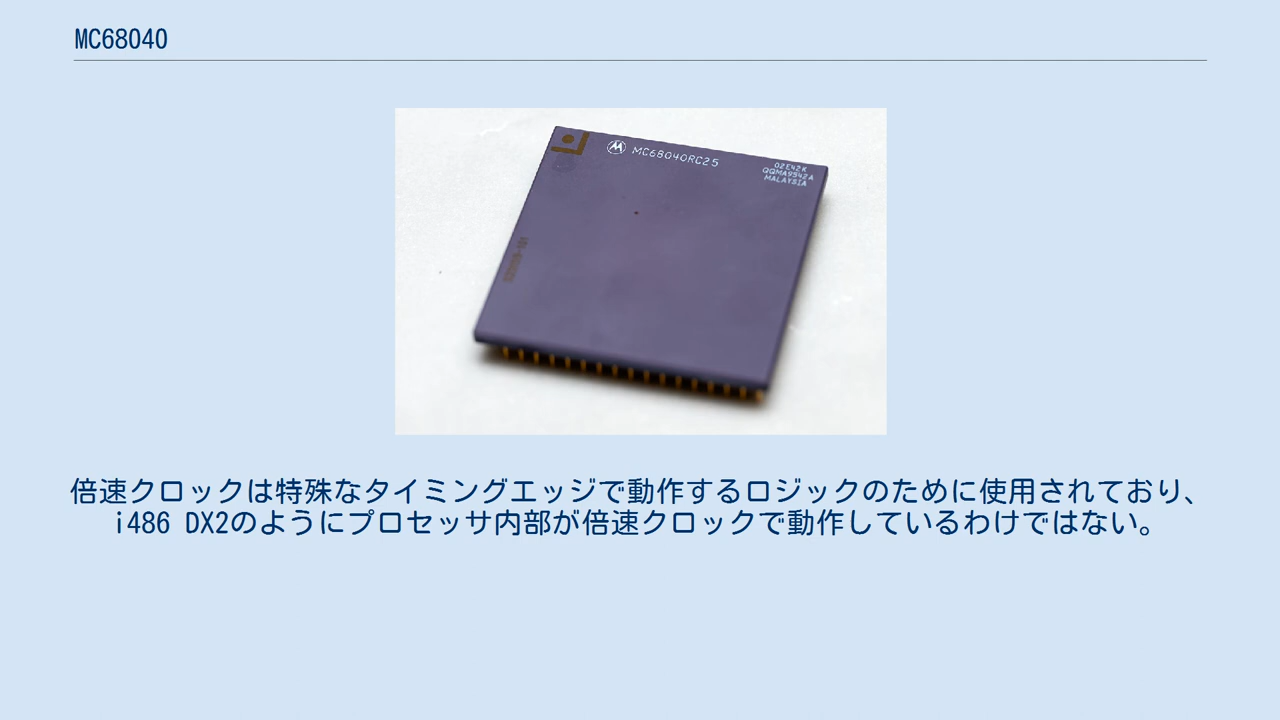 MC68040
MC68040RC25
02E42K
QQMA9542A
MALAYSIA
倍速クロックは特殊なタイミングエッジで動作するロジックのために使用されており、
i486 DX2のようにプロセッサ内部が倍速クロックで動作しているわけではない。